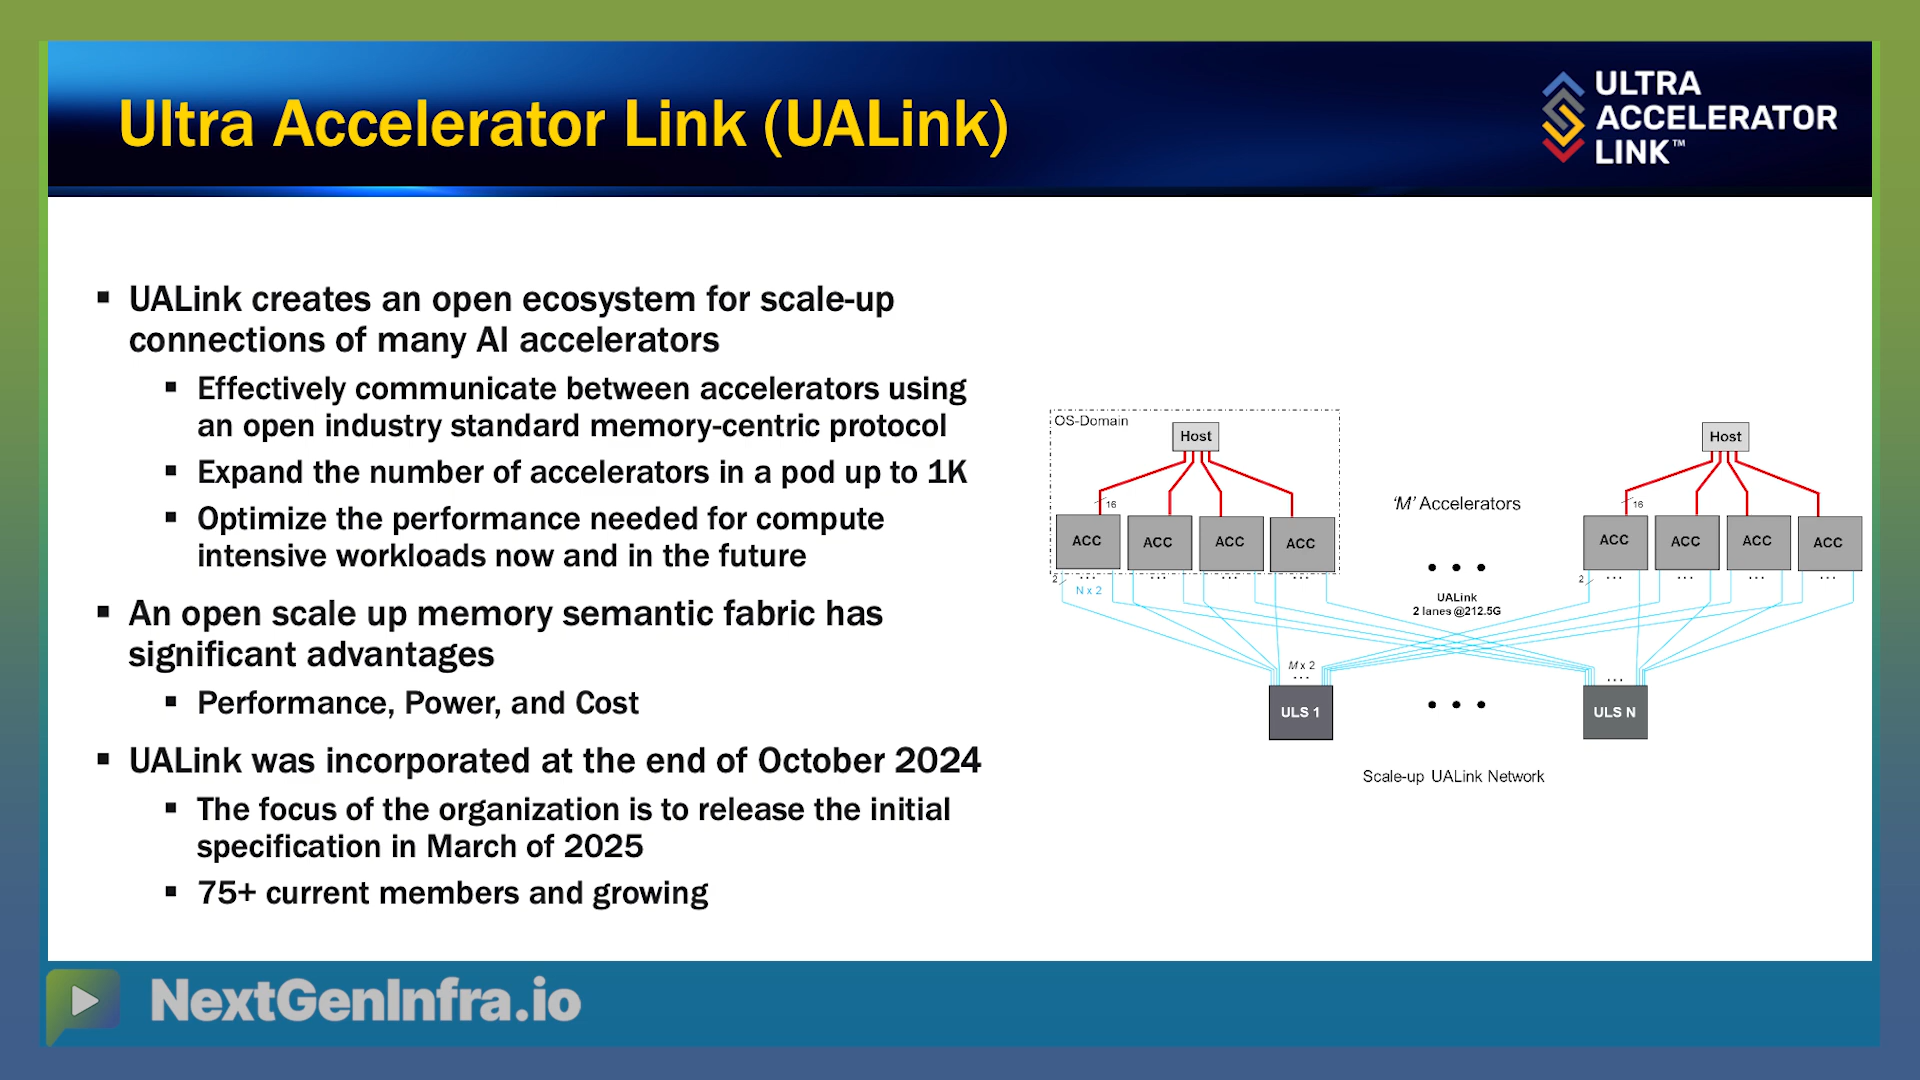 Ultra Accelerator Link (UALink)
ULTRA
ACCELERATOR
LINK™
▪ UALink creates an open ecosystem for scale-up
connections of many AI accelerators
▪ Effectively communicate between accelerators using
an open industry standard memory-centric protocol
▪ Expand the number of accelerators in a pod up to 1K
▪ Optimize the performance needed for compute
intensive workloads now and in the future
▪ An open scale up memory semantic fabric has
significant advantages
▪ Performance, Power, and Cost
▪ UALink was incorporated at the end of October 2024
▪ The focus of the organization is to release the initial
specification in March of 2025
▪ 75+ current members and growing
OS-Domain
Host
Host
16
'M' Accelerators
16
ACC ACC ACC ACC
ACC ACC ACC ACC
• • •
2 ... ... ... ...
2 ... ... ... ...
N x 2
UALink
2 lanes @212.5G
M x 2
...
...
ULS 1
• • •
ULS N
Scale-up UALink Network
NextGenInfra.io